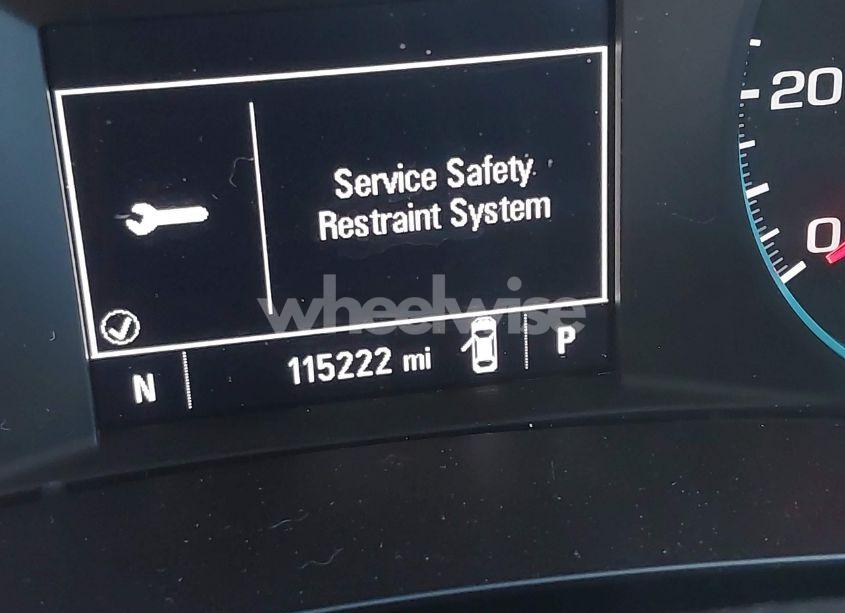 20
Service Safety
Restraint System
0
wheelwise
N 115222 mi P